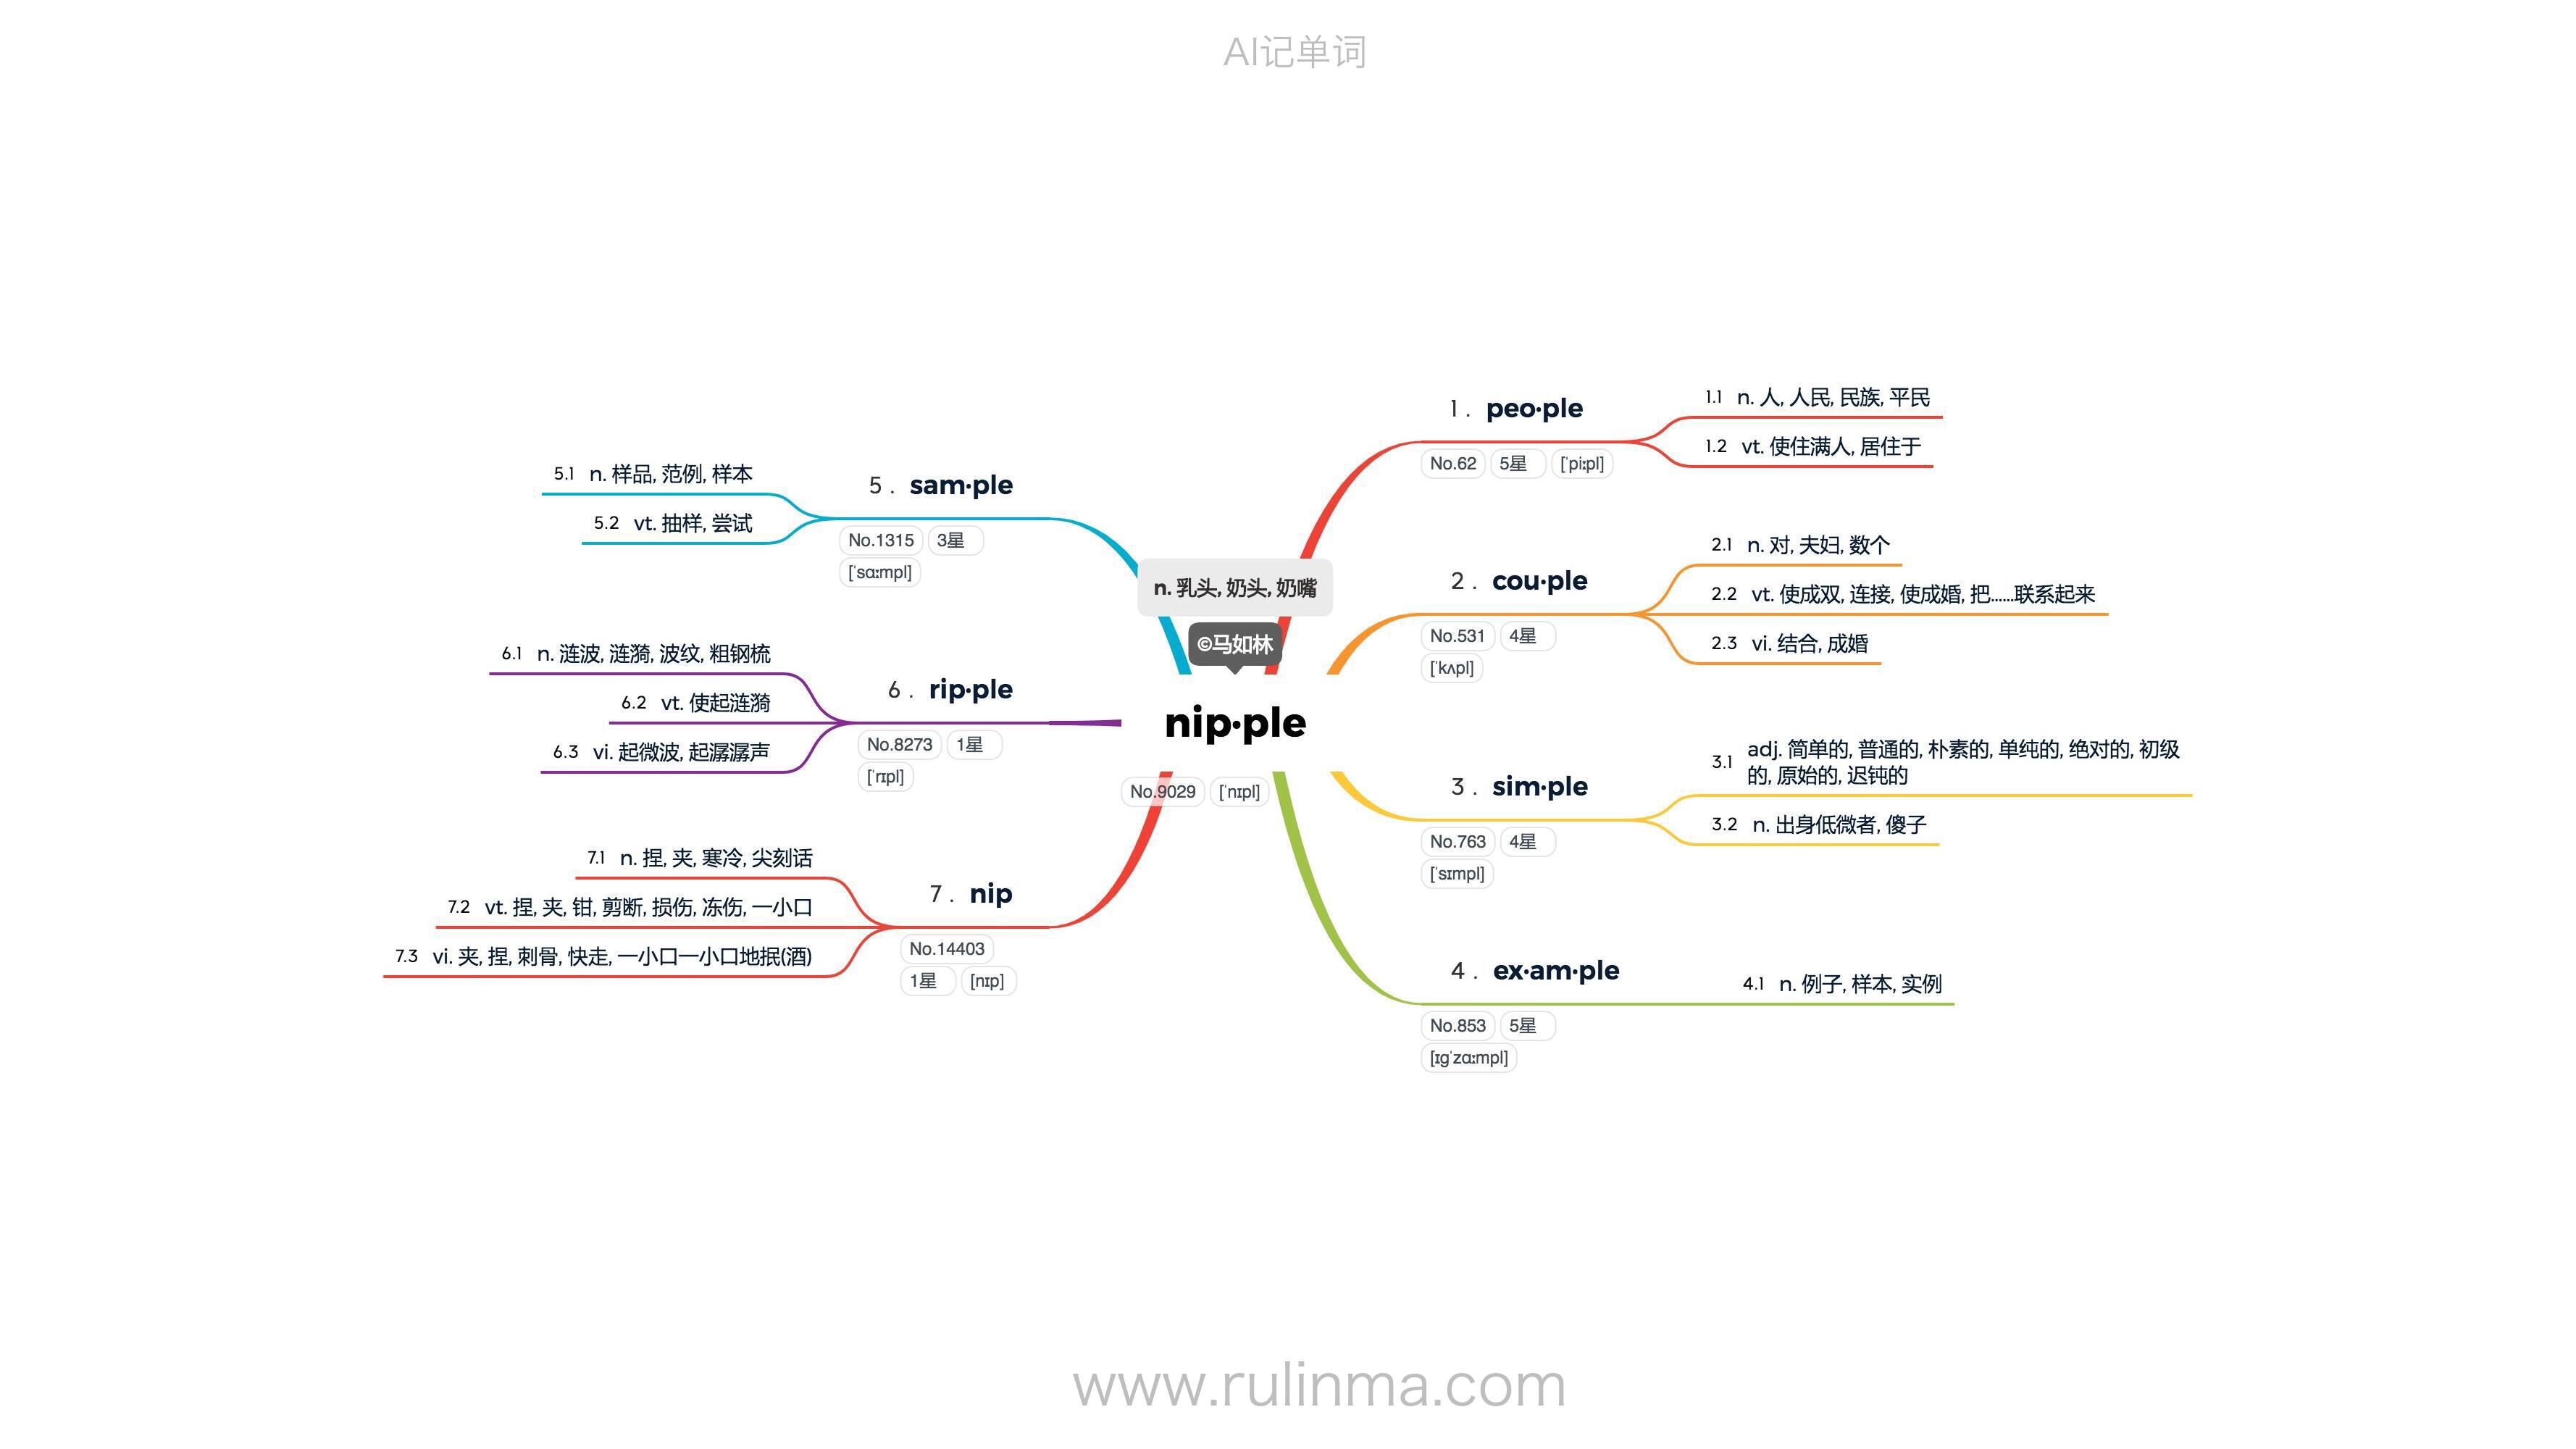 AI记单词
n. 乳头, 奶头, 奶嘴
©马如林
nip·ple
No.9029 [ˈnɪpl]
1 . peo·ple
No.62 5星 [ˈpiːpl]
1.1 n. 人, 人民, 民族, 平民
1.2 vt. 使住满人, 居住于
2 . cou·ple
No.531 4星
[ˈkʌpl]
2.1 n. 对, 夫妇, 数个
2.2 vt. 使成双, 连接, 使成婚, 把......联系起来
2.3 vi. 结合, 成婚
3 . sim·ple
No.763 4星
[ˈsɪmpl]
3.1 adj. 简单的, 普通的, 朴素的, 单纯的, 绝对的, 初级
的, 原始的, 迟钝的
3.2 n. 出身低微者, 傻子
4 . ex·am·ple
No.853 5星
[ɪgˈzɑːmpl]
4.1 n. 例子, 样本, 实例
5 . sam·ple
No.1315 3星
[ˈsɑːmpl]
5.1 n. 样品, 范例, 样本
5.2 vt. 抽样, 尝试
6 . rip·ple
No.8273 1星
[ˈrɪpl]
6.1 n. 涟波, 涟漪, 波纹, 粗钢梳
6.2 vt. 使起涟漪
6.3 vi. 起微波, 起潺潺声
7 . nip
No.14403
1星 [nɪp]
7.1 n. 捏, 夹, 寒冷, 尖刻话
7.2 vt. 捏, 夹, 钳, 剪断, 损伤, 冻伤, 一小口
7.3 vi. 夹, 捏, 刺骨, 快走, 一小口一小口地抿(酒)
www.rulinma.com